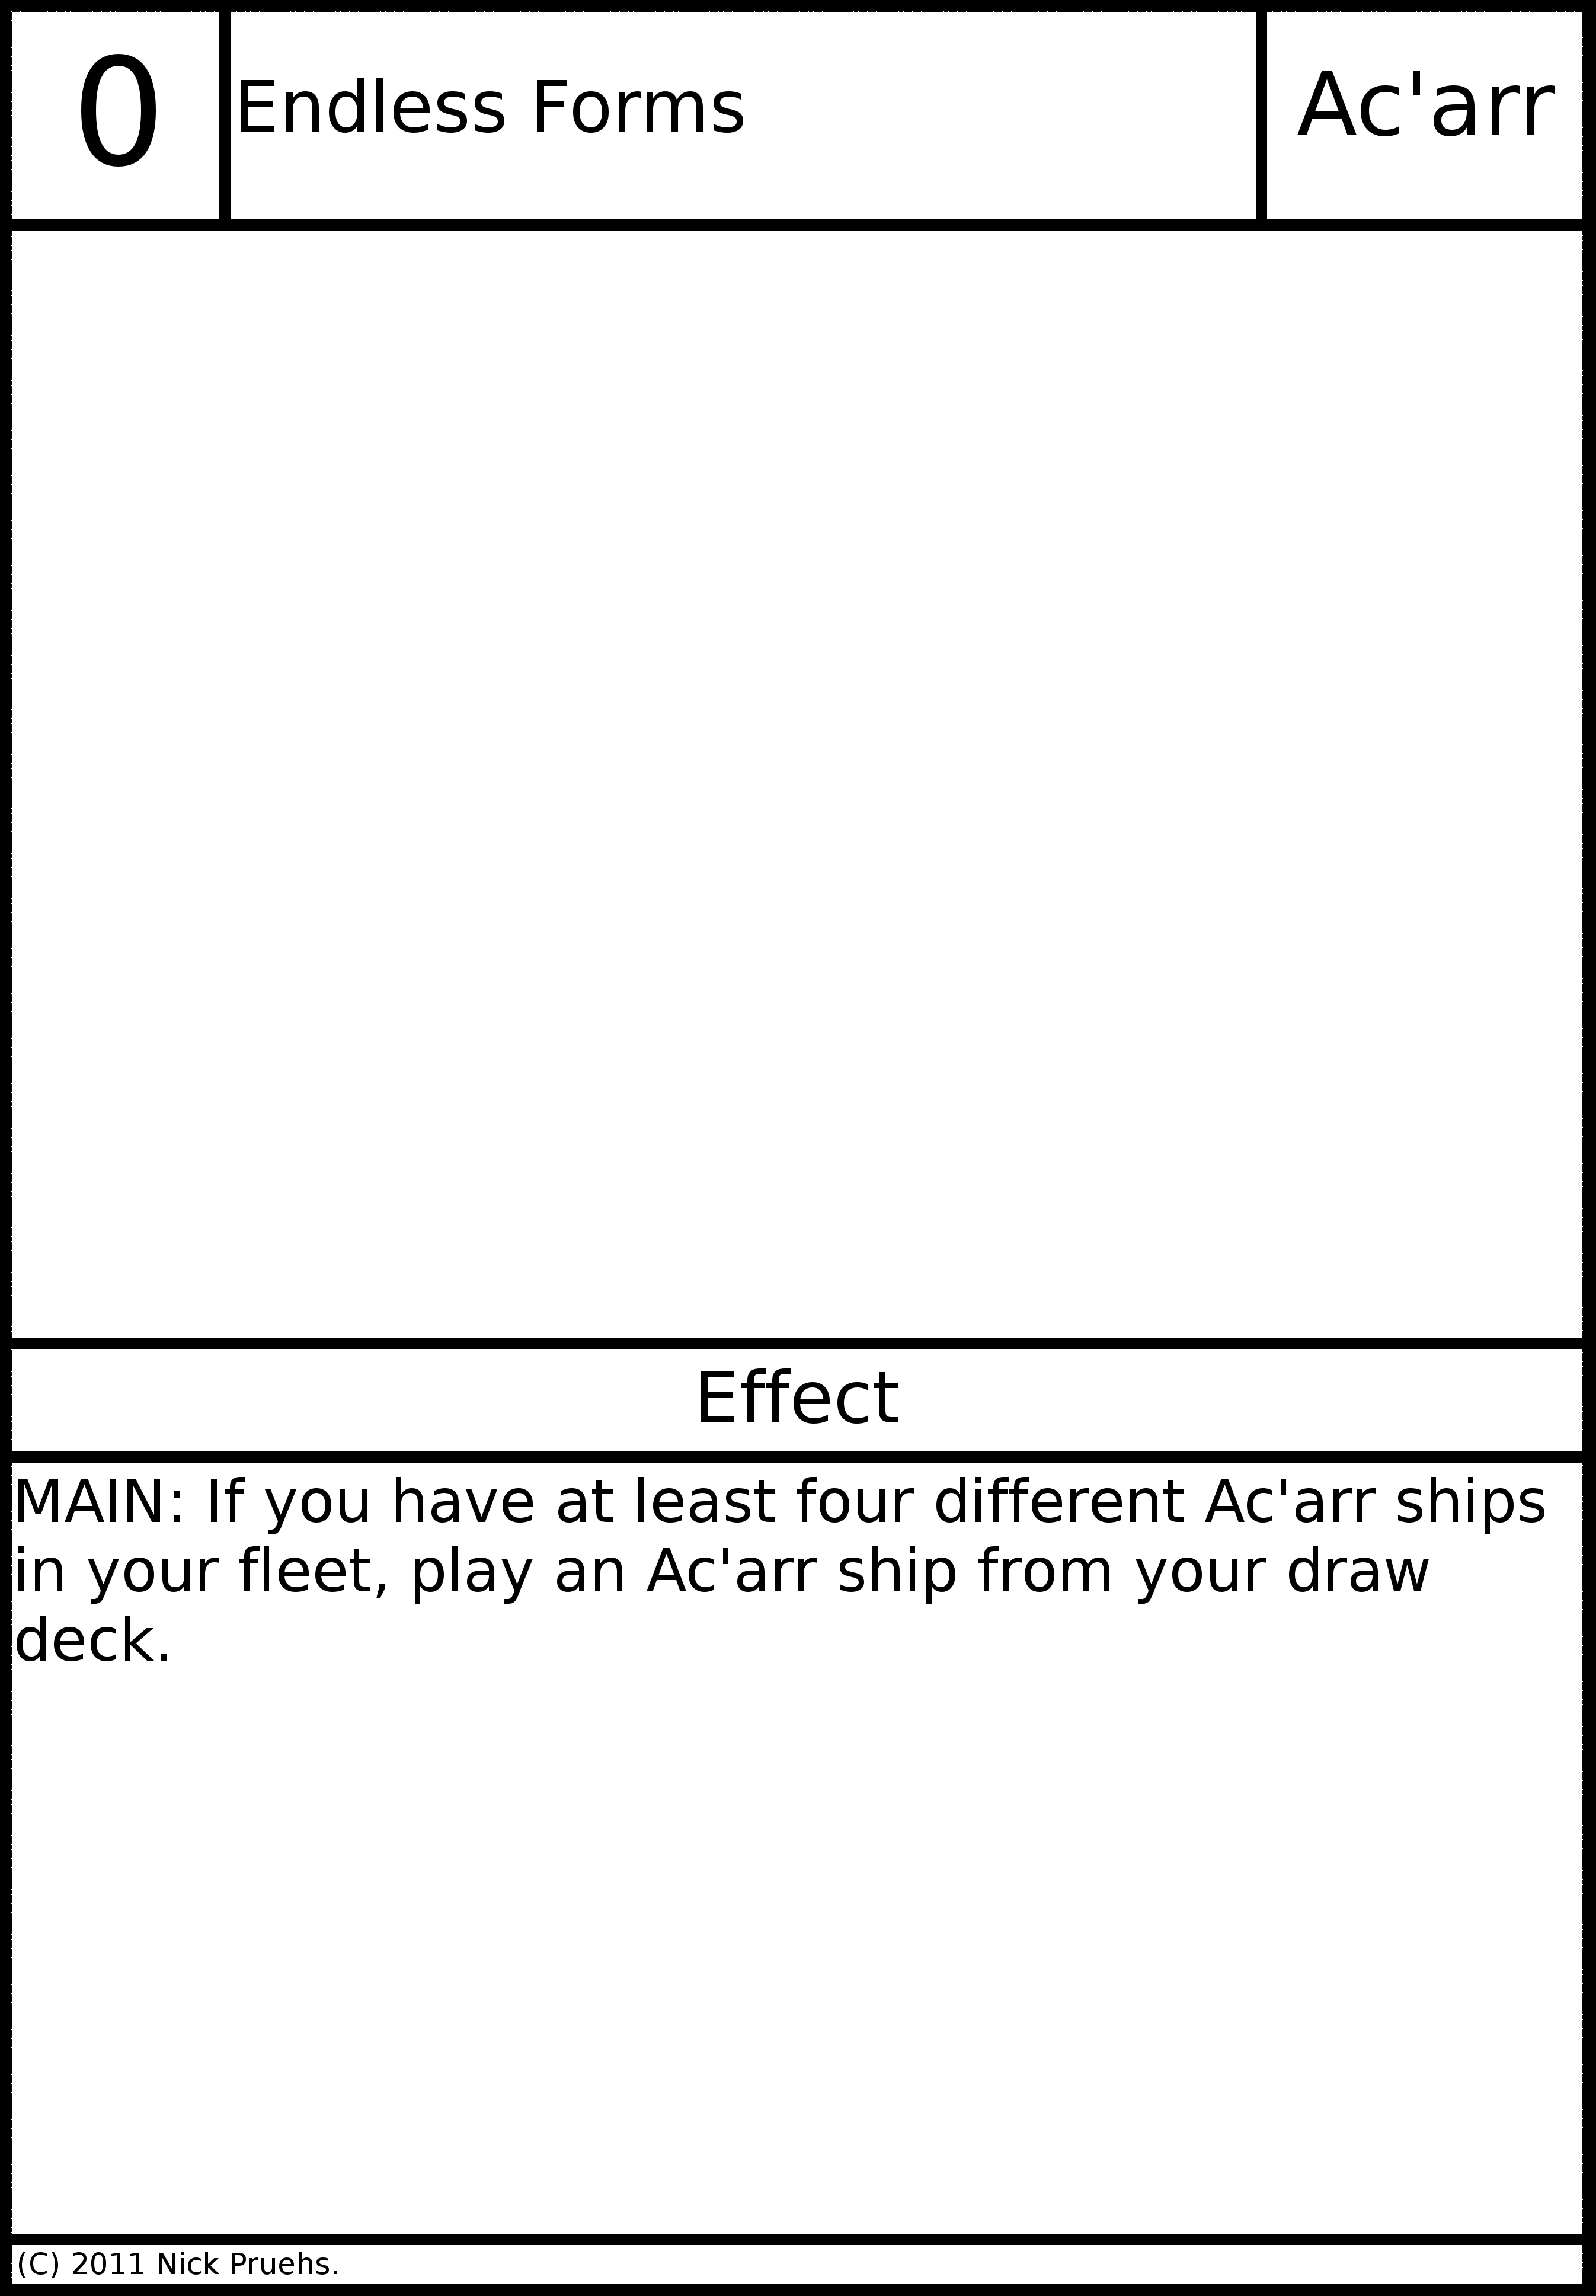 0
Endless Forms
Ac'arr
Effect
MAIN: If you have at least four different Ac'arr ships
in your fleet, play an Ac'arr ship from your draw
deck.
(C) 2011 Nick Pruehs.